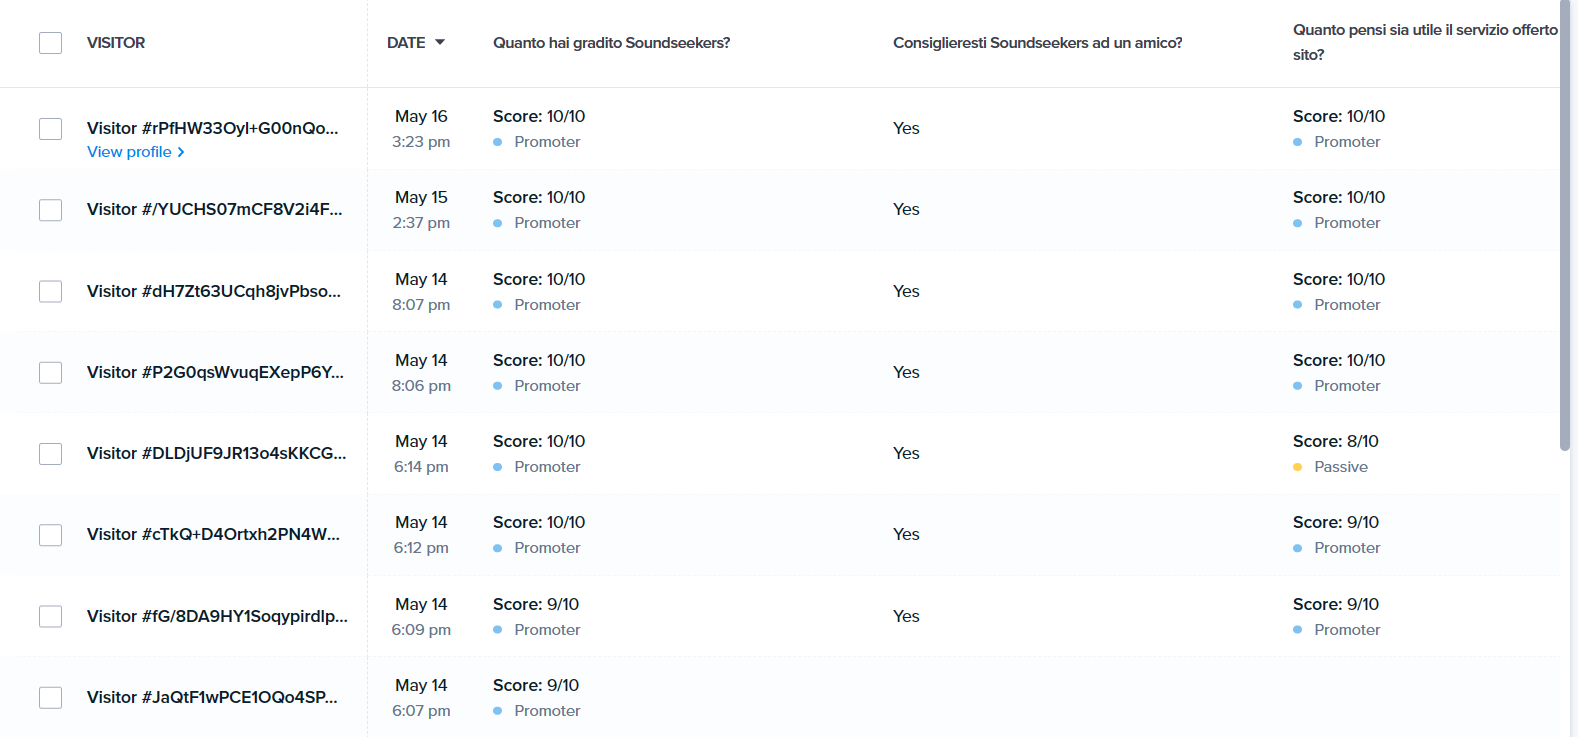 VISITOR
DATE
Quanto hai gradito Soundseekers?
Consiglieresti Soundseekers ad un amico?
Quanto pensi sia utile il servizio offerto
sito?
Visitor #rPfHW33Oyl+G00nQo...
View profile
May 16
3:23 pm
Score: 10/10
Promoter
Yes
Score: 10/10
Promoter
Visitor #/YUCHS07mCF8V2i4F...
May 15
2:37 pm
Score: 10/10
Promoter
Yes
Score: 10/10
Promoter
Visitor #dH7Zt63UCqh8jvPbso...
May 14
8:07 pm
Score: 10/10
Promoter
Yes
Score: 10/10
Promoter
Visitor #P2G0qsWvuqEXepP6Y...
May 14
8:06 pm
Score: 10/10
Promoter
Yes
Score: 10/10
Promoter
Visitor #DLDjUF9JR13o4sKKCG...
May 14
6:14 pm
Score: 10/10
Promoter
Yes
Score: 8/10
Passive
Visitor #cTkQ+D4Ortxh2PN4W...
May 14
6:12 pm
Score: 10/10
Promoter
Yes
Score: 9/10
Promoter
Visitor #fG/8DA9HY1Soqypirdlp...
May 14
6:09 pm
Score: 9/10
Promoter
Yes
Score: 9/10
Promoter
Visitor #JaQtF1wPCE1OQo4SP...
May 14
6:07 pm
Score: 9/10
Promoter